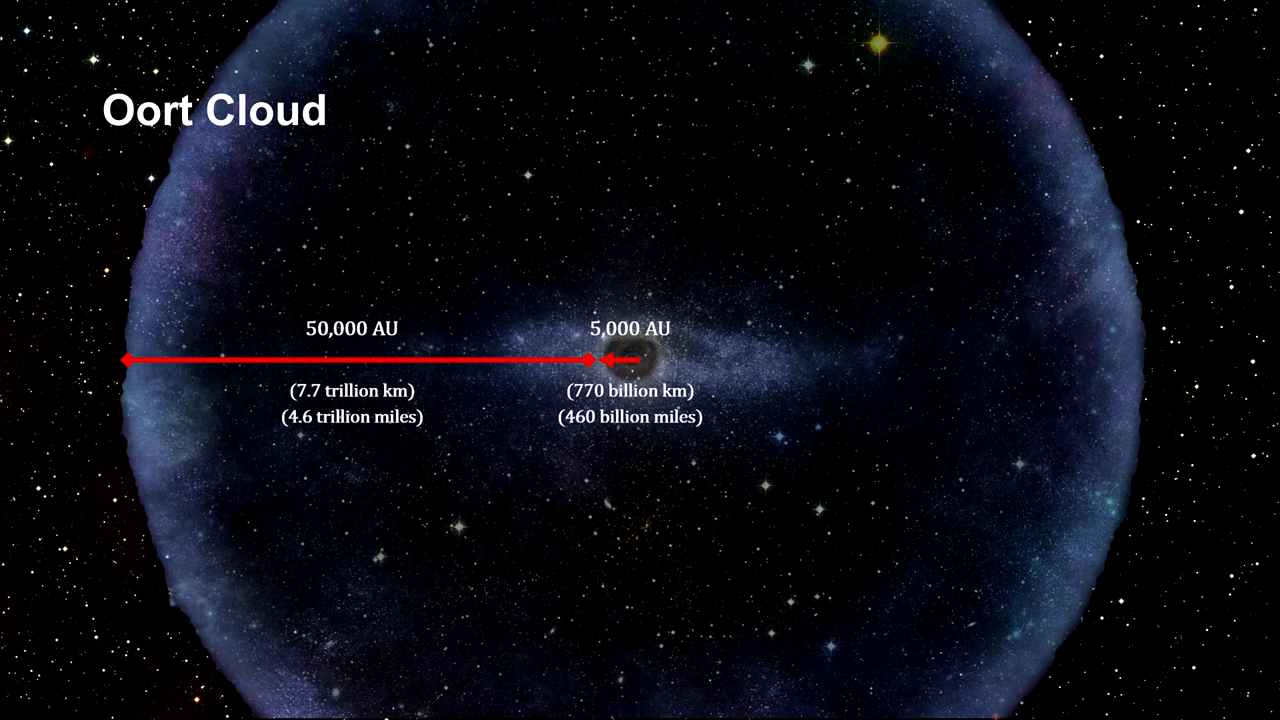 Oort Cloud
50,000 AU
5,000 AU
(7.7 trillion km)
(4.6 trillion miles)
(770 billion km)
(460 billion miles)